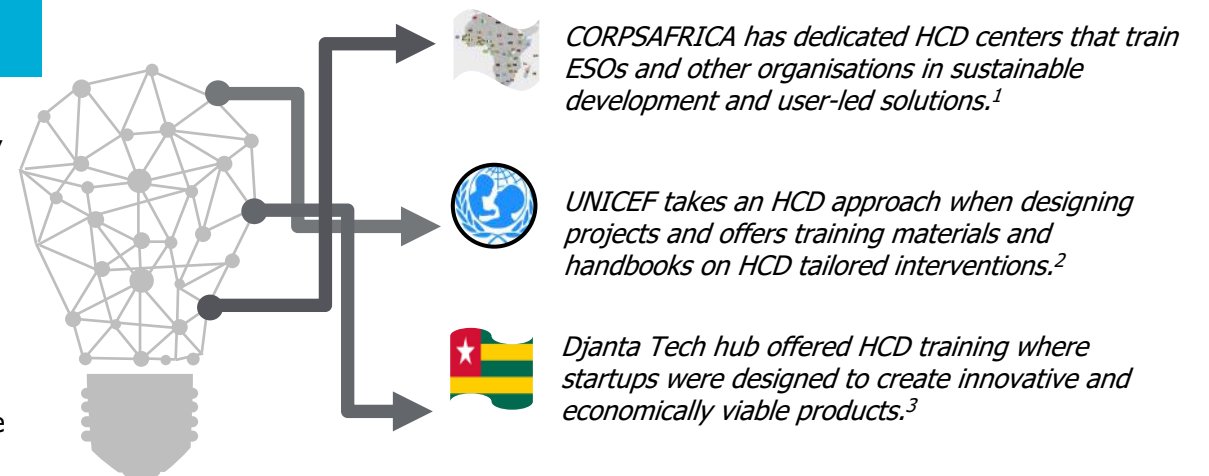 CORPSAFRICA has dedicated HCD centers that train
ESOs and other organisations in sustainable
development and user-led solutions.1
UNICEF takes an HCD approach when designing
projects and offers training materials and
handbooks on HCD tailored interventions.2
Djanta Tech hub offered HCD training where
startups were designed to create innovative and
economically viable products.3